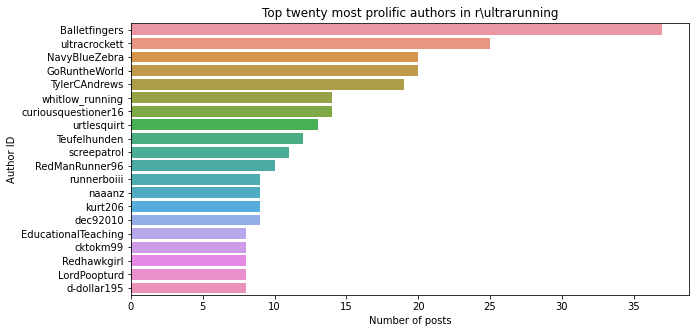 Top twenty most prolific authors in r\ultrarunning
Author ID
Balletfingers
ultracrockett
NavyBlueZebra
GoRuntheWorld
TylerCAndrews
whitlow_running
curiousquestioner16
urtlesquirt
Teufelhunden
screepatrol
RedManRunner96
runnerboiii
naaanz
kurt206
dec92010
EducationalTeaching
cktokm99
Redhawkgirl
LordPoopturd
d-dollar195
0 5 10 15 20 25 30 35
Number of posts